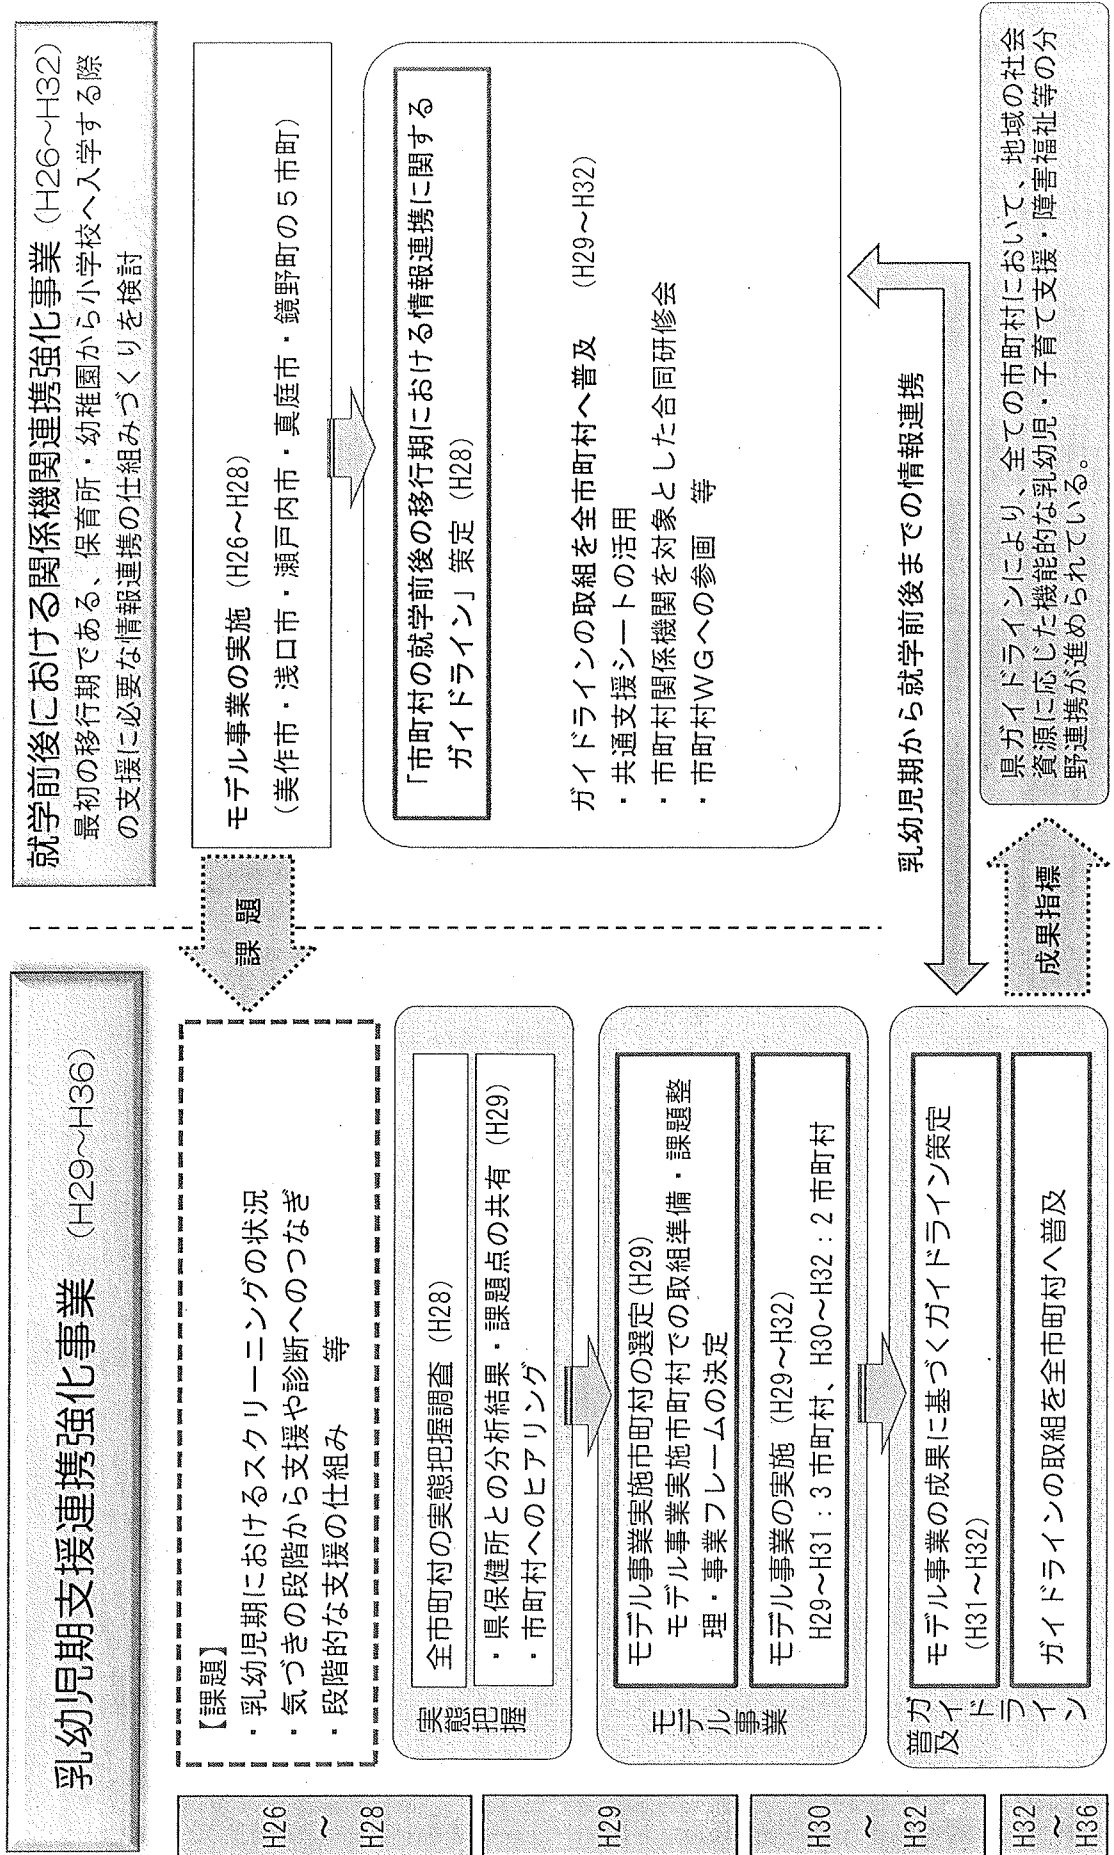 乳幼児期支援連携強化事業 (H29～H36)
H26
～
H28
H29
H30
～
H32
H32
～
H36
【課題】
・乳幼児期におけるスクリーニングの状況
・気づきの段階から支援や診断へのつなぎ
・段階的な支援の仕組み 等
実態把握
全市町村の実態把握調査 (H28)
・県保健所との分析結果・課題点の共有 (H29)
・市町村へのヒアリング
モデル事業
モデル事業実施市町村の選定(H29)
モデル事業実施市町村での取組準備・課題整
理・事業フレームの決定
モデル事業の実施 (H29～H32)
H29～H31：3市町村、H30～H32：2市町村
ガイドライン
普及
モデル事業の成果に基づくガイドライン策定
(H31～H32)
ガイドラインの取組を全市町村へ普及
課 題
就学前後における関係機関連携強化事業 (H26～H32)
最初の移行期である、保育所・幼稚園から小学校へ入学する際
の支援に必要な情報連携の仕組みづくりを検討
モデル事業の実施 (H26～H28)
(美作市・浅口市・瀬戸内市・真庭市・鏡野町の5市町)
「市町村の就学前後の移行期における情報連携に関する
ガイドライン」策定 (H28)
ガイドラインの取組を全市町村へ普及 (H29～H32)
・共通支援シートの活用
・市町村関係機関を対象とした合同研修会
・市町村WGへの参画 等
乳幼児期から就学前後までの情報連携
成果指標
県ガイドラインにより、全ての市町村において、地域の社会
資源に応じた機能的な乳幼児・子育て支援・障害福祉等の分
野連携が進められている。